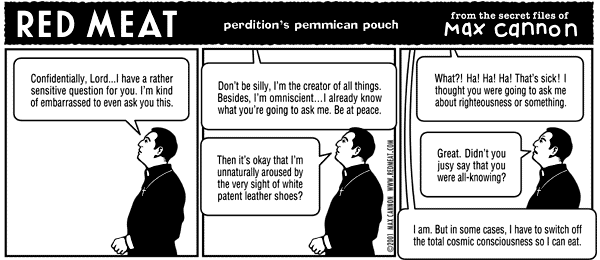 RED MEAT
perdition's pemmican pouch
from the secret files of
Max cannon
Confidentially, Lord...I have a rather
sensitive question for you. I'm kind
of embarrassed to even ask you this.
Don't be silly, I'm the creator of all things.
Besides, I'm omniscient...I already know
what you're going to ask me. Be at peace.
Then it's okay that I'm
unnaturally aroused by
the very sight of white
patent leather shoes?
©2001 MAX CANNON WWW.REDMEAT.COM
What?! Ha! Ha! Ha! That's sick! I
thought you were going to ask me
about righteousness or something.
Great. Didn't you
jusy say that you
were all-knowing?
I am. But in some cases, I have to switch off
the total cosmic consciousness so I can eat.